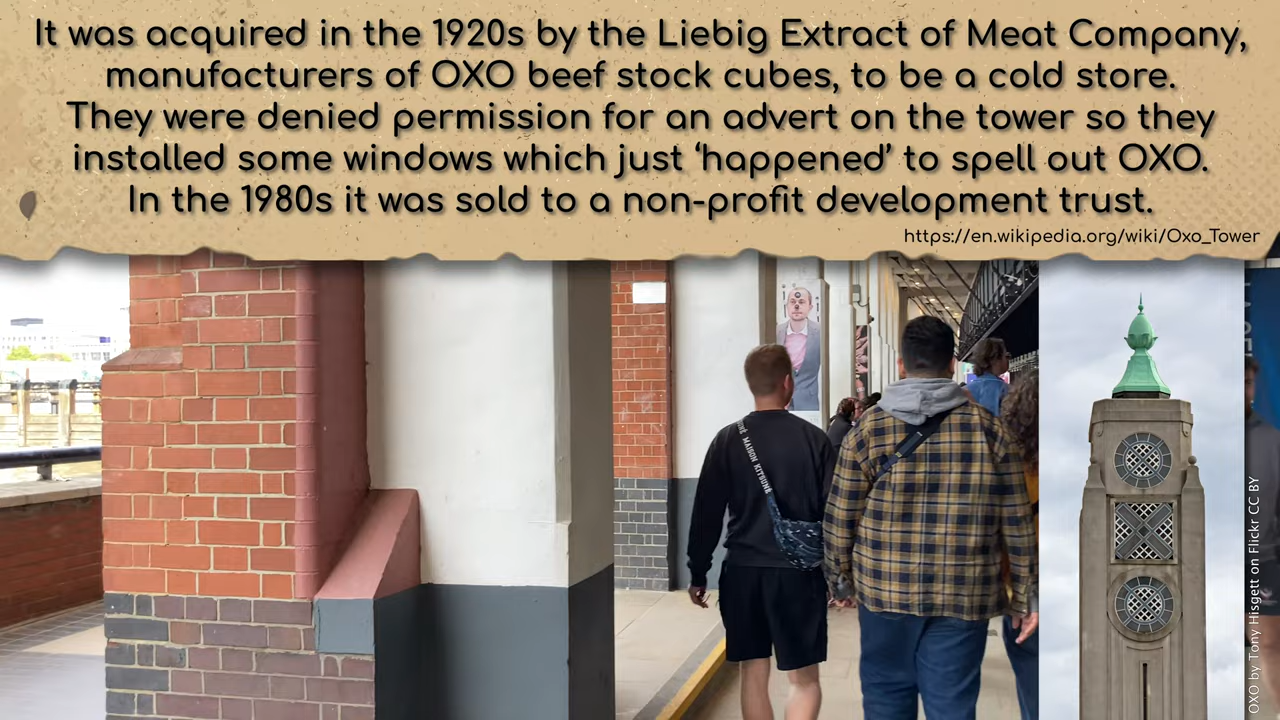 It was acquired in the 1920s by the Liebig Extract of Meat Company,
manufacturers of OXO beef stock cubes, to be a cold store.
They were denied permission for an advert on the tower so they
installed some windows which just ‘happened’ to spell out OXO.
In the 1980s it was sold to a non-profit development trust.
https://en.wikipedia.org/wiki/Oxo_Tower
MAISON KITSUNÉ
OXO by Tony Hisgett on Flickr CC BY